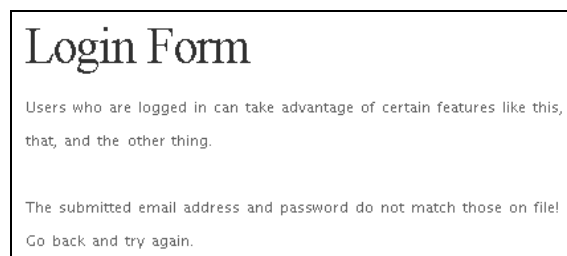 Login Form
Users who are logged in can take advantage of certain features like this,
that, and the other thing.
The submitted email address and password do not match those on file!
Go back and try again.